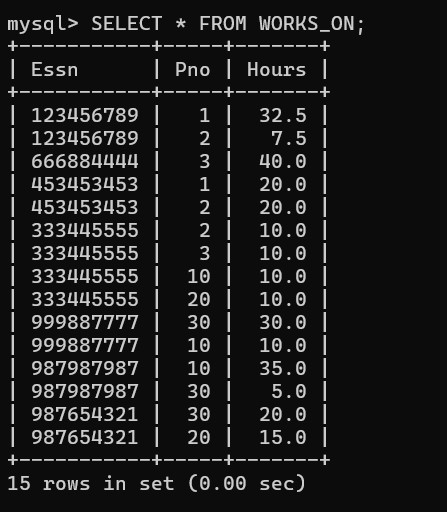 mysql> SELECT * FROM WORKS_ON;
+-----------+-----+-------+
| Essn      | Pno | Hours |
+-----------+-----+-------+
| 123456789 |   1 |  32.5 |
| 123456789 |   2 |   7.5 |
| 666884444 |   3 |  40.0 |
| 453453453 |   1 |  20.0 |
| 453453453 |   2 |  20.0 |
| 333445555 |   2 |  10.0 |
| 333445555 |   3 |  10.0 |
| 333445555 |  10 |  10.0 |
| 333445555 |  20 |  10.0 |
| 999887777 |  30 |  30.0 |
| 999887777 |  10 |  10.0 |
| 987987987 |  10 |  35.0 |
| 987987987 |  30 |   5.0 |
| 987654321 |  30 |  20.0 |
| 987654321 |  20 |  15.0 |
+-----------+-----+-------+
15 rows in set (0.00 sec)